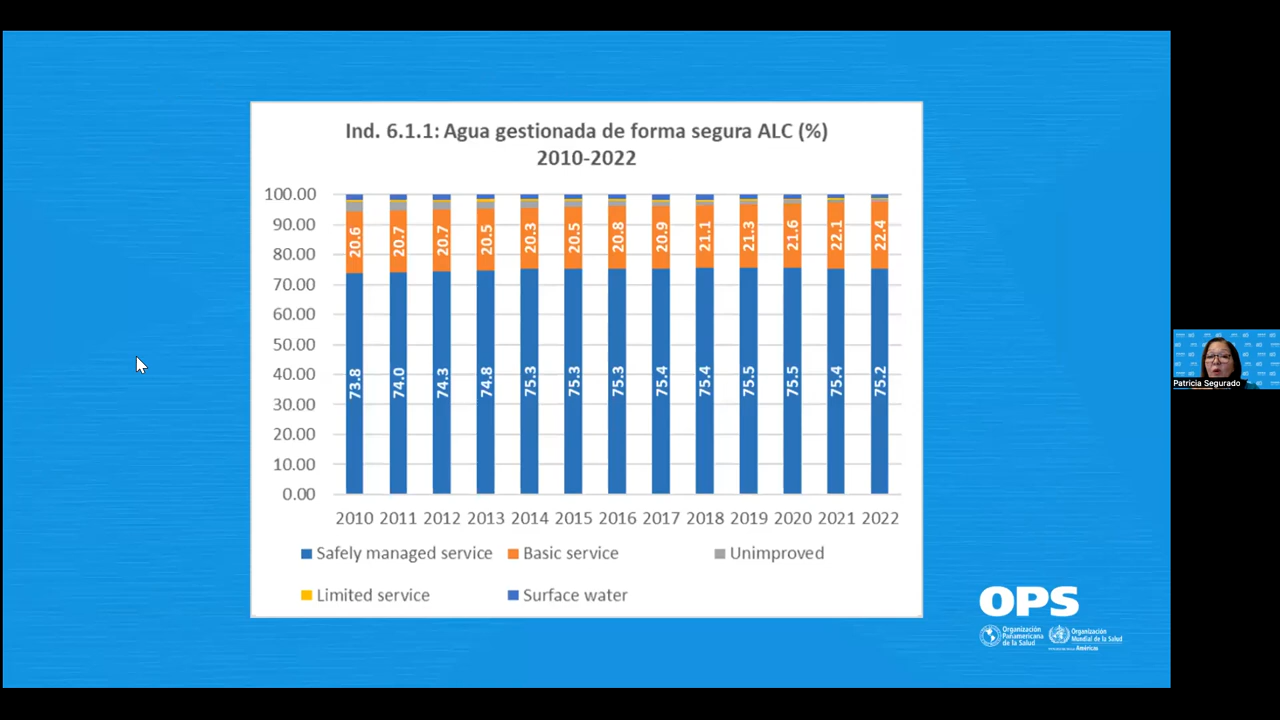 Ind. 6.1.1: Agua gestionada de forma segura ALC (%)
2010-2022
100.00
90.00
80.00
70.00
60.00
50.00
40.00
30.00
20.00
10.00
0.00
20.6 20.7 20.7 20.5 20.3 20.5 20.8 20.9 21.1 21.3 21.6 22.1 22.4
73.8 74.0 74.3 74.8 75.3 75.3 75.3 75.4 75.4 75.5 75.5 75.4 75.2
2010 2011 2012 2013 2014 2015 2016 2017 2018 2019 2020 2021 2022
Safely managed service Basic service Unimproved
Limited service Surface water
OPS
Organización
Panamericana
de la Salud
Organización
Mundial de la Salud
Américas
Patricia Segurado